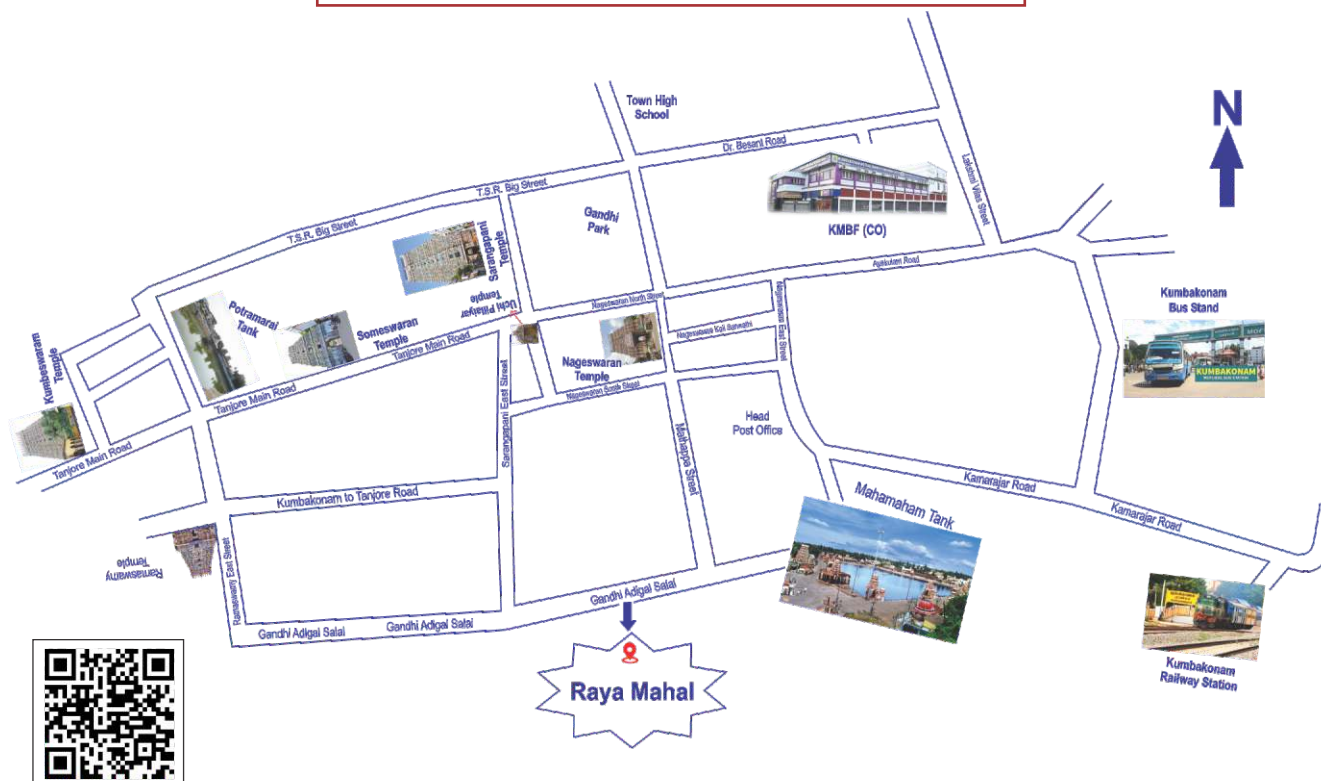 N
Town High
School
Dr. Besant Road
Lakshmi Vilas Street
T.S.R. Big Street
T.S.R. Big Street
Gandhi
Park
Sarangapani
Temple
KMBF (CO)
Uchi Pillaiyar
Temple
Nageswaran North Street
Kumbakonam
Bus Stand
KUMBAKONAM
Potramarai
Tank
Someswaran
Temple
Tanjore Main Road
Nageswaran East Street
Kumbeswaram
Temple
Nageswaran
Temple
Nageswaran South Street
Tanjore Main Road
Sarangapani East Street
Head
Post Office
Mothappa Street
Tanjore Main Road
Kamarajar Road
Kumbakonam to Tanjore Road
Mahamaham Tank
Kamarajar Road
Ramaswamy
Temple
Ramaswamy East Street
Gandhi Adigal Salai
Gandhi Adigal Salai
Gandhi Adigal Salai
Kumbakonam
Railway Station
Raya Mahal